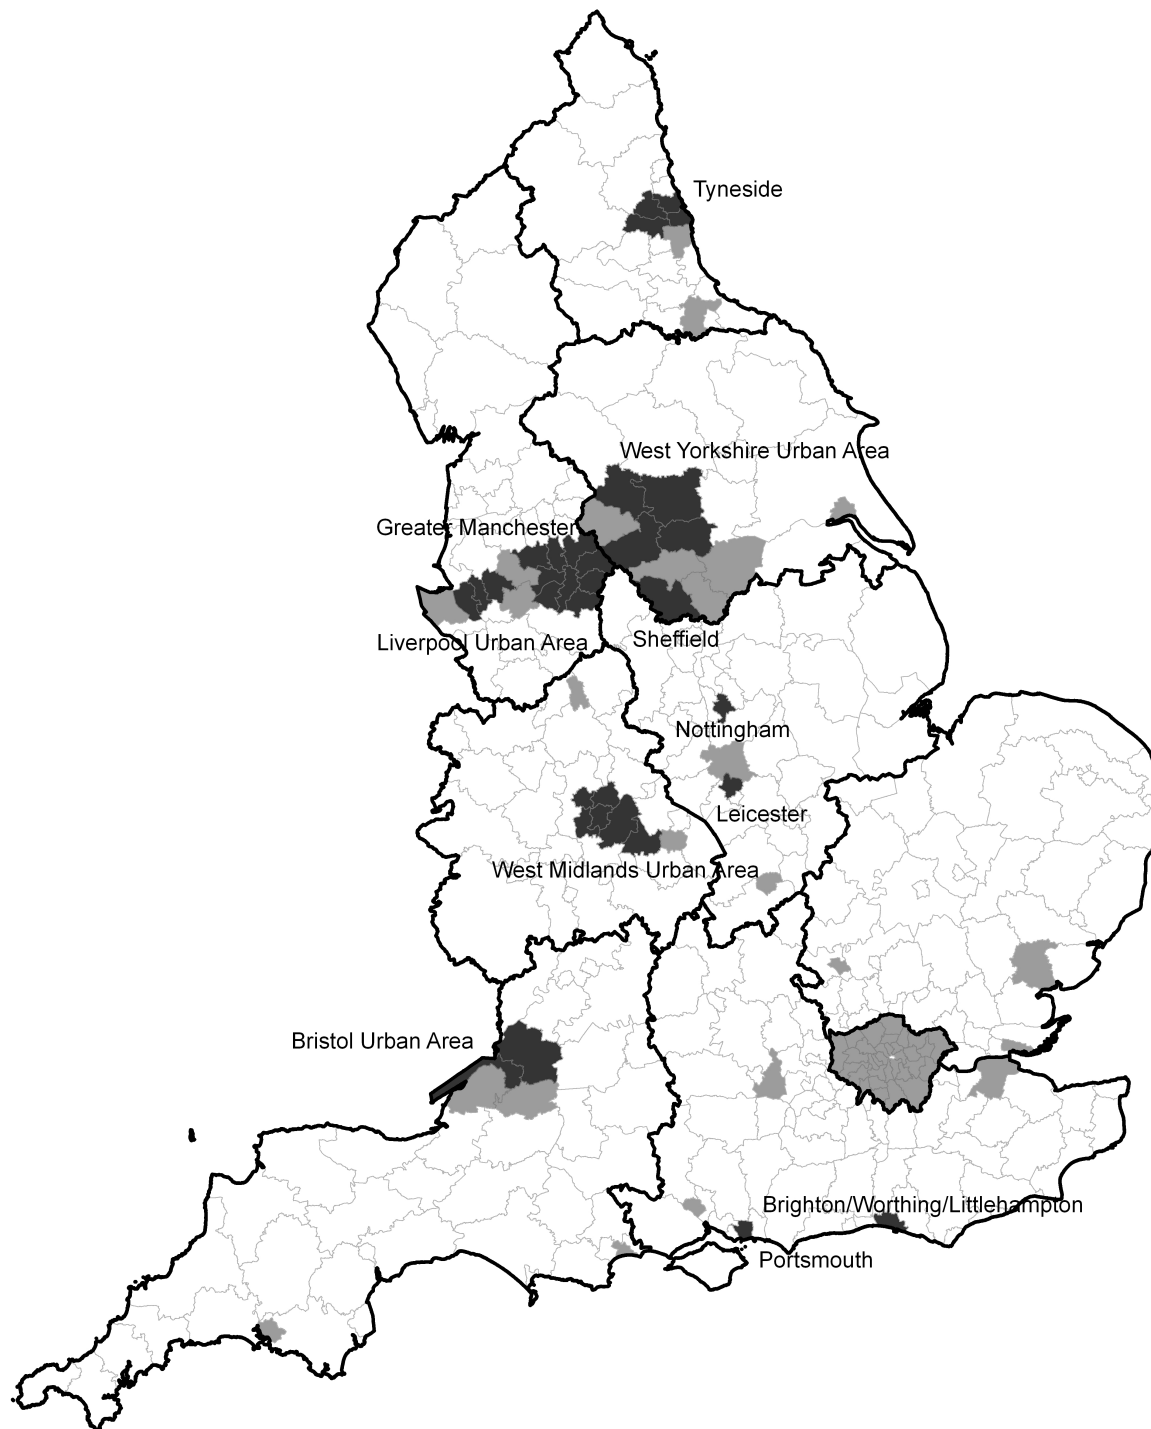 Tyneside
West Yorkshire Urban Area
Greater Manchester
Sheffield
Liverpool Urban Area
Nottingham
Leicester
West Midlands Urban Area
Bristol Urban Area
Brighton/Worthing/Littlehampton
Portsmouth